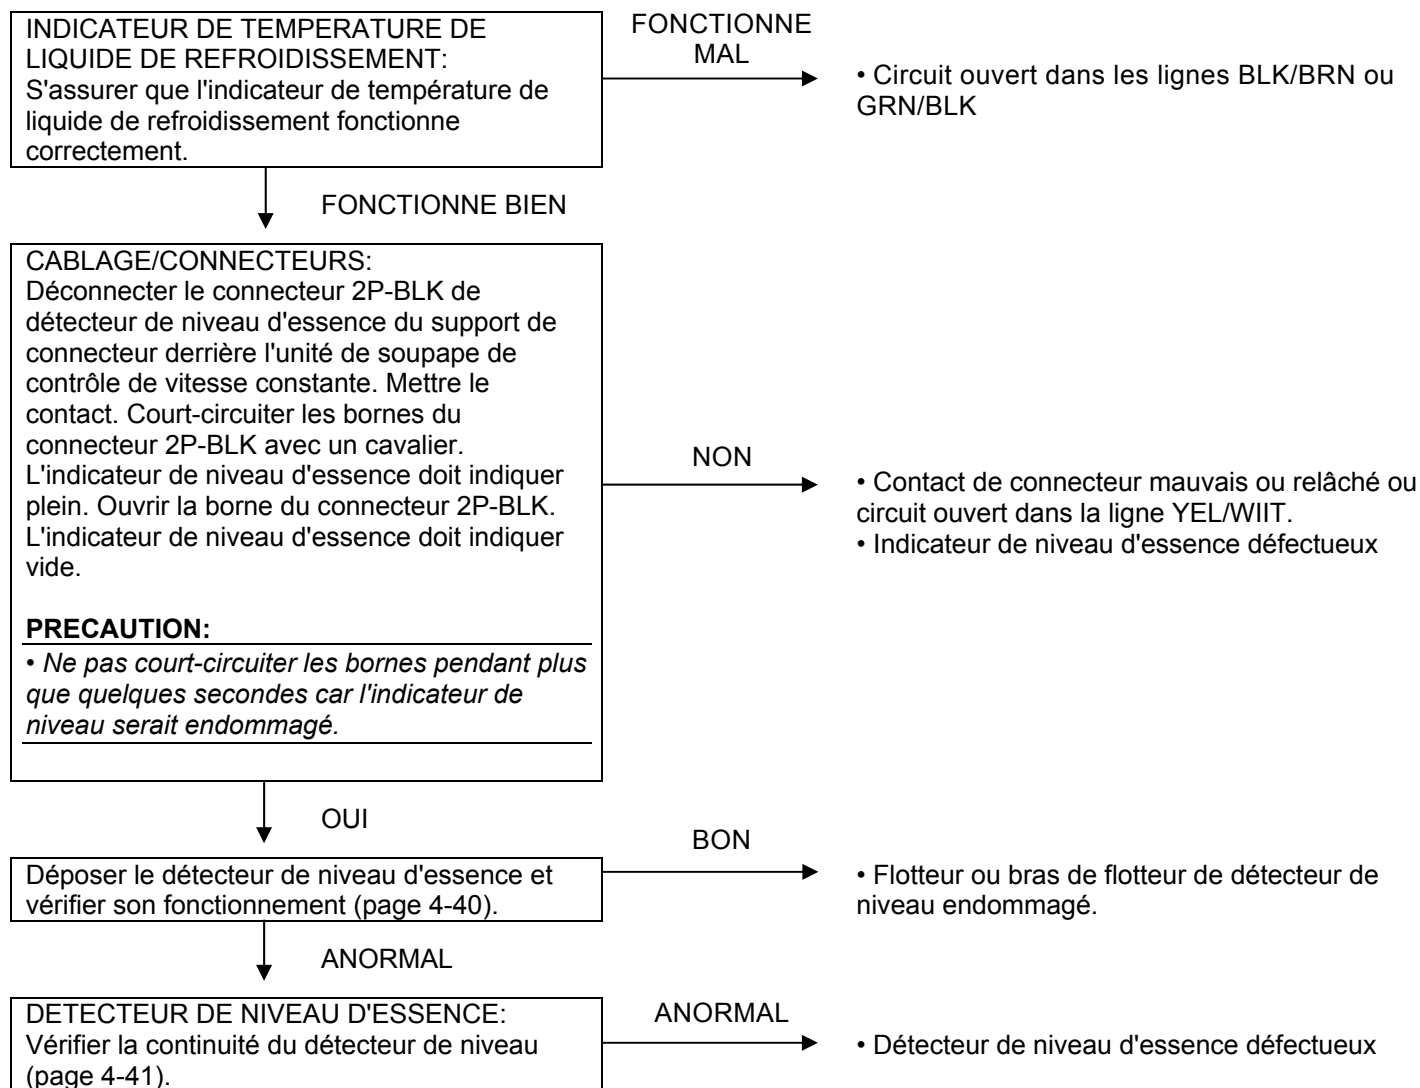 INDICATEUR DE TEMPERATURE DE
LIQUIDE DE REFROIDISSEMENT:
S'assurer que l'indicateur de température de
liquide de refroidissement fonctionne
correctement.
FONCTIONNE
MAL
• Circuit ouvert dans les lignes BLK/BRN ou
GRN/BLK
FONCTIONNE BIEN
CABLAGE/CONNECTEURS:
Déconnecter le connecteur 2P-BLK de
détecteur de niveau d'essence du support de
connecteur derrière l'unité de soupape de
contrôle de vitesse constante. Mettre le
contact. Court-circuiter les bornes du
connecteur 2P-BLK avec un cavalier.
L'indicateur de niveau d'essence doit indiquer
plein. Ouvrir la borne du connecteur 2P-BLK.
L'indicateur de niveau d'essence doit indiquer
vide.
PRECAUTION:
• Ne pas court-circuiter les bornes pendant plus
que quelques secondes car l'indicateur de
niveau serait endommagé.
NON
• Contact de connecteur mauvais ou relâché ou
circuit ouvert dans la ligne YEL/WIIT.
• Indicateur de niveau d'essence défectueux
OUI
Déposer le détecteur de niveau d'essence et
vérifier son fonctionnement (page 4-40).
BON
• Flotteur ou bras de flotteur de détecteur de
niveau endommagé.
ANORMAL
DETECTEUR DE NIVEAU D'ESSENCE:
Vérifier la continuité du détecteur de niveau
(page 4-41).
ANORMAL
• Détecteur de niveau d'essence défectueux